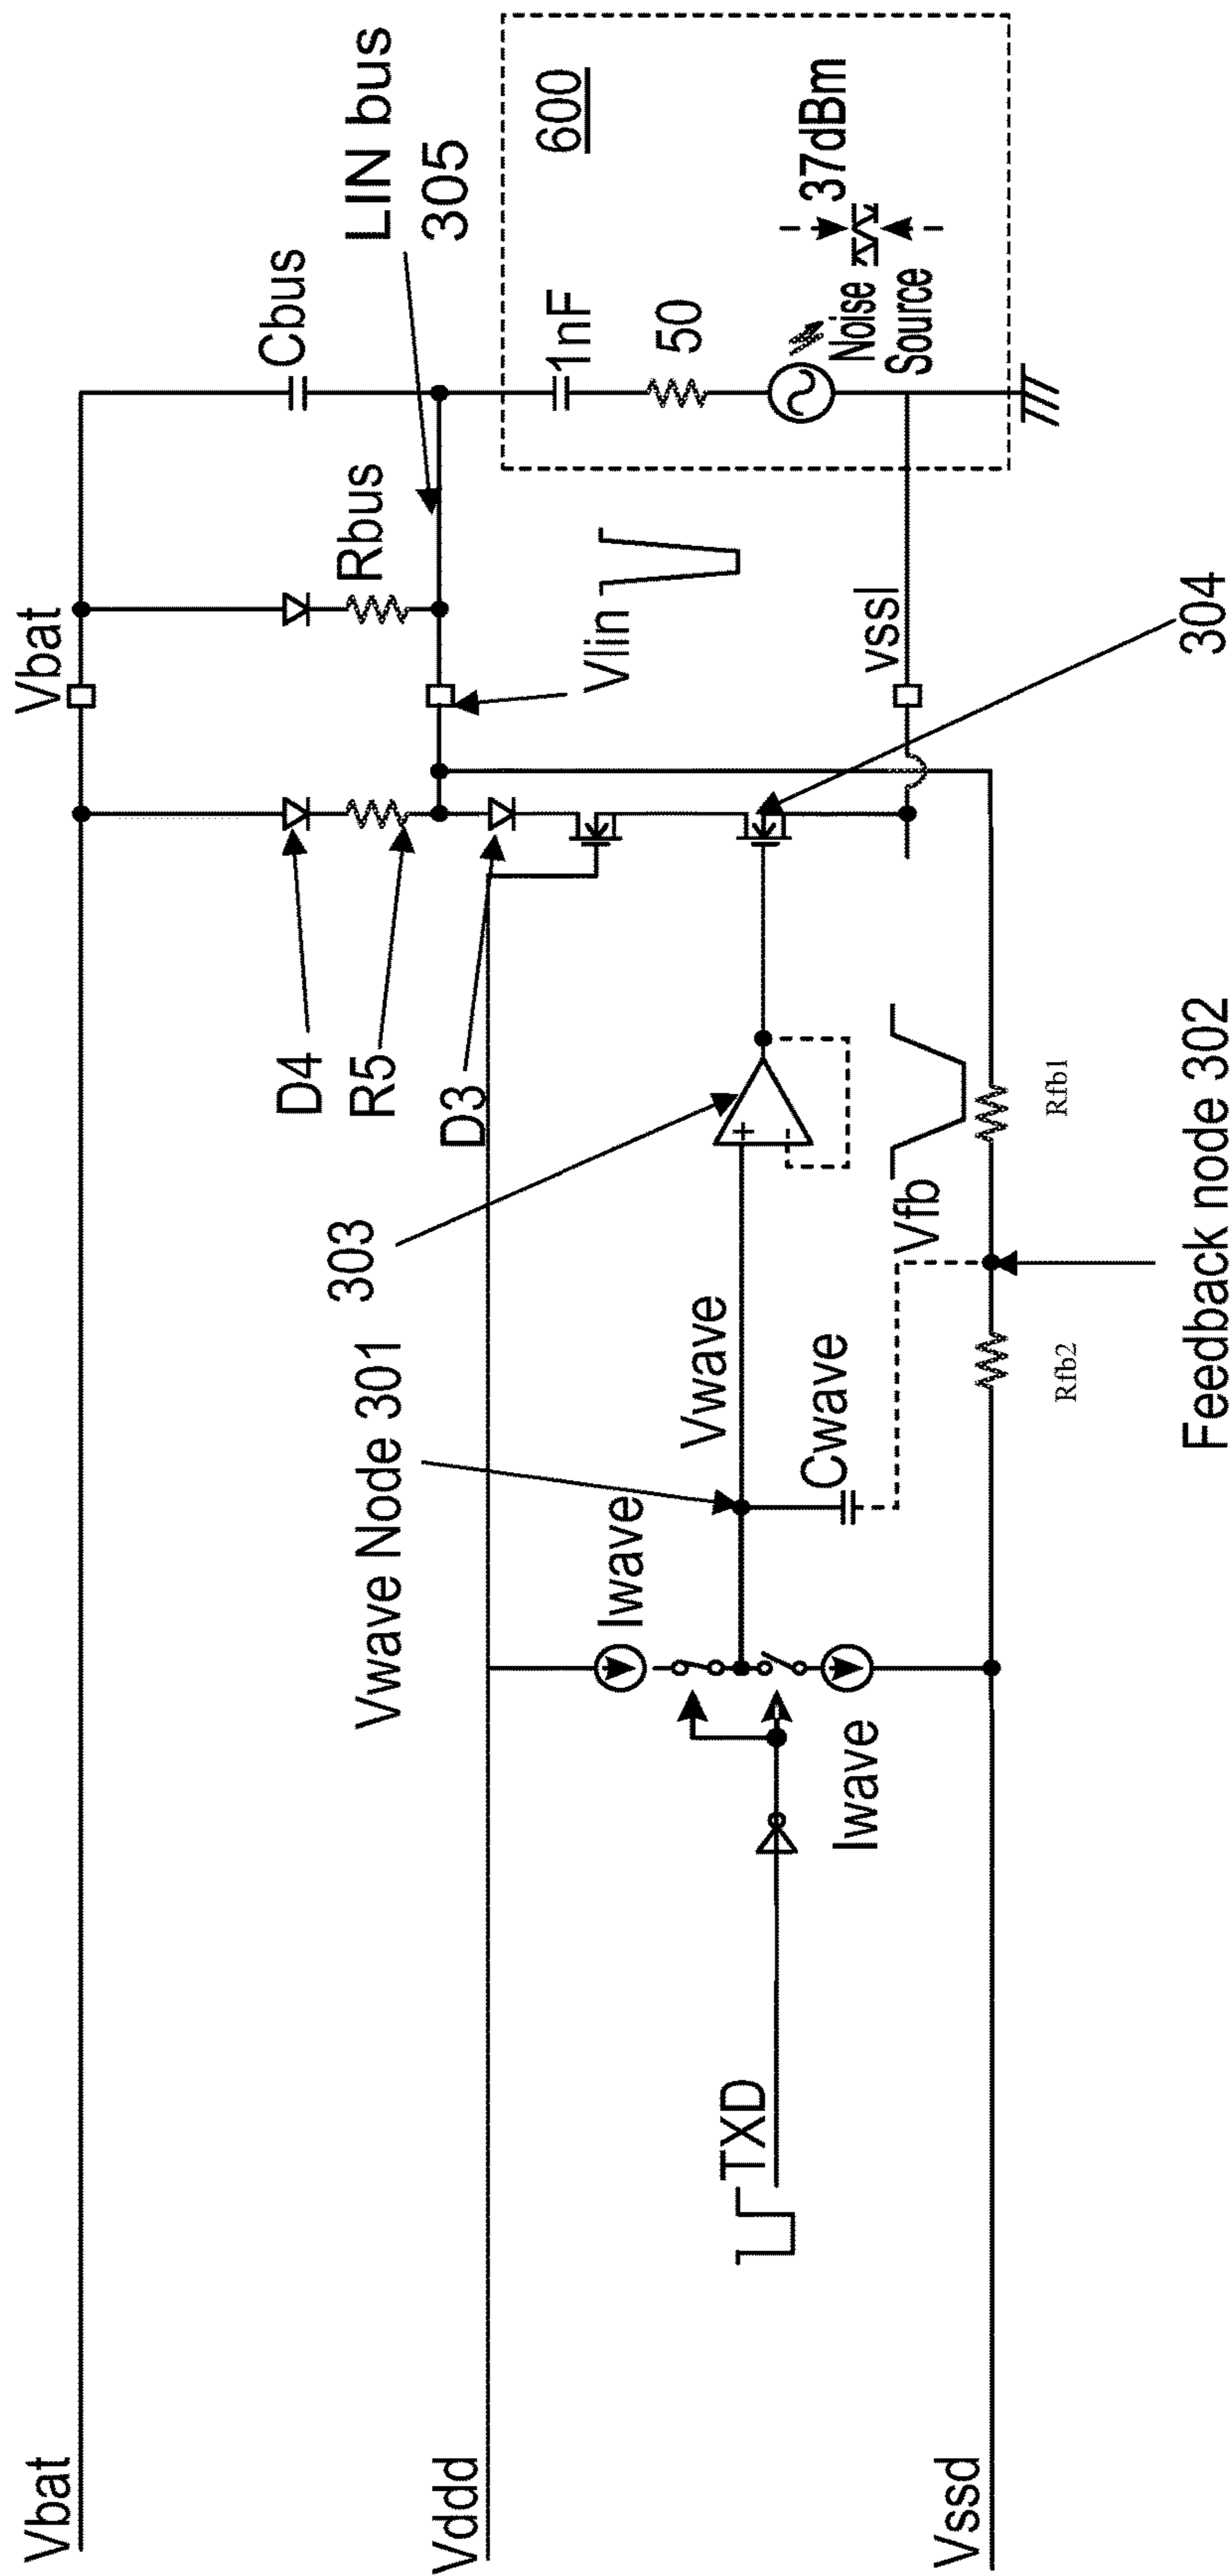 Vbat
Vbat
Cbus
LIN bus
305
Rbus
D4
R5
D3
Vlin
600
1nF
50
Noise
Source
37dBm
Vddd
303
Vwave Node 301
Iwave
Vwave
Cwave
Vfb
vssl
304
TXD
Iwave
Vssd
Rfb2
Rfb1
Feedback node 302
+